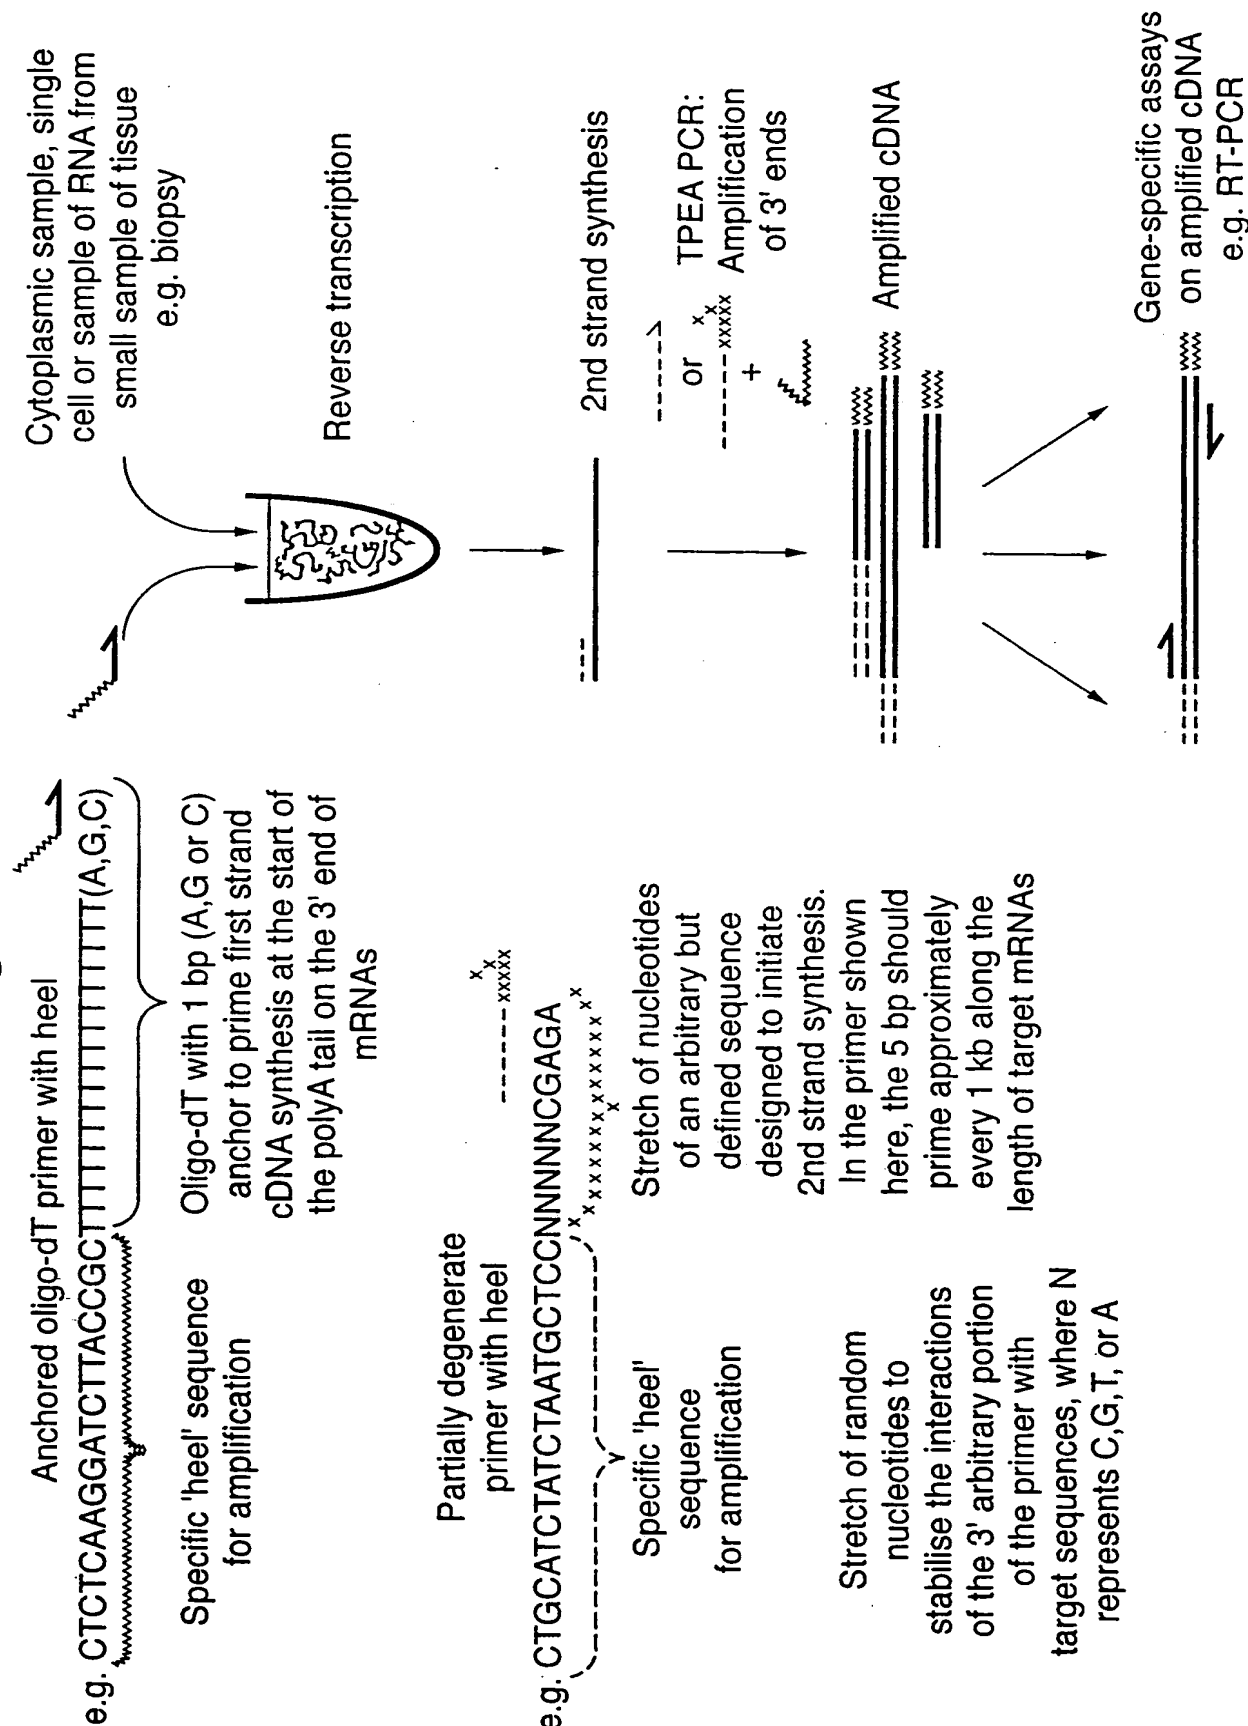 Anchored oligo-dT primer with heel
e.g. CTCTCAAGGATCTTACCGCTTTTTTTTTTTTTTTTTT(A,G,C)
Specific 'heel' sequence
for amplification
Oligo-dT with 1 bp (A,G or C)
anchor to prime first strand
cDNA synthesis at the start of
the polyA tail on the 3' end of
mRNAs
Partially degenerate
primer with heel
xx
-----xxxxx
e.g. CTGCATCTATCTAATGCTCCNNNNNCGAGA
Specific 'heel'
sequence
for amplification
Stretch of nucleotides
of an arbitrary but
defined sequence
designed to initiate
2nd strand synthesis.
In the primer shown
here, the 5 bp should
prime approximately
every 1 kb along the
length of target mRNAs
Stretch of random
nucleotides to
stabilise the interactions
of the 3' arbitrary portion
of the primer with
target sequences, where N
represents C,G,T, or A
Cytoplasmic sample, single
cell or sample of RNA from
small sample of tissue
e.g. biopsy
Reverse transcription
2nd strand synthesis
or
xx
-----xxxxx
+
TPEA PCR:
Amplification
of 3' ends
Amplified cDNA
Gene-specific assays
on amplified cDNA
e.g. RT-PCR